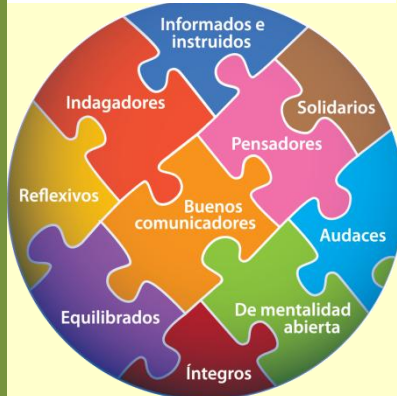 Informados e
instruidos
Indagadores
Solidarios
Pensadores
Reflexivos
Buenos
comunicadores
Audaces
Equilibrados
De mentalidad
abierta
Íntegros